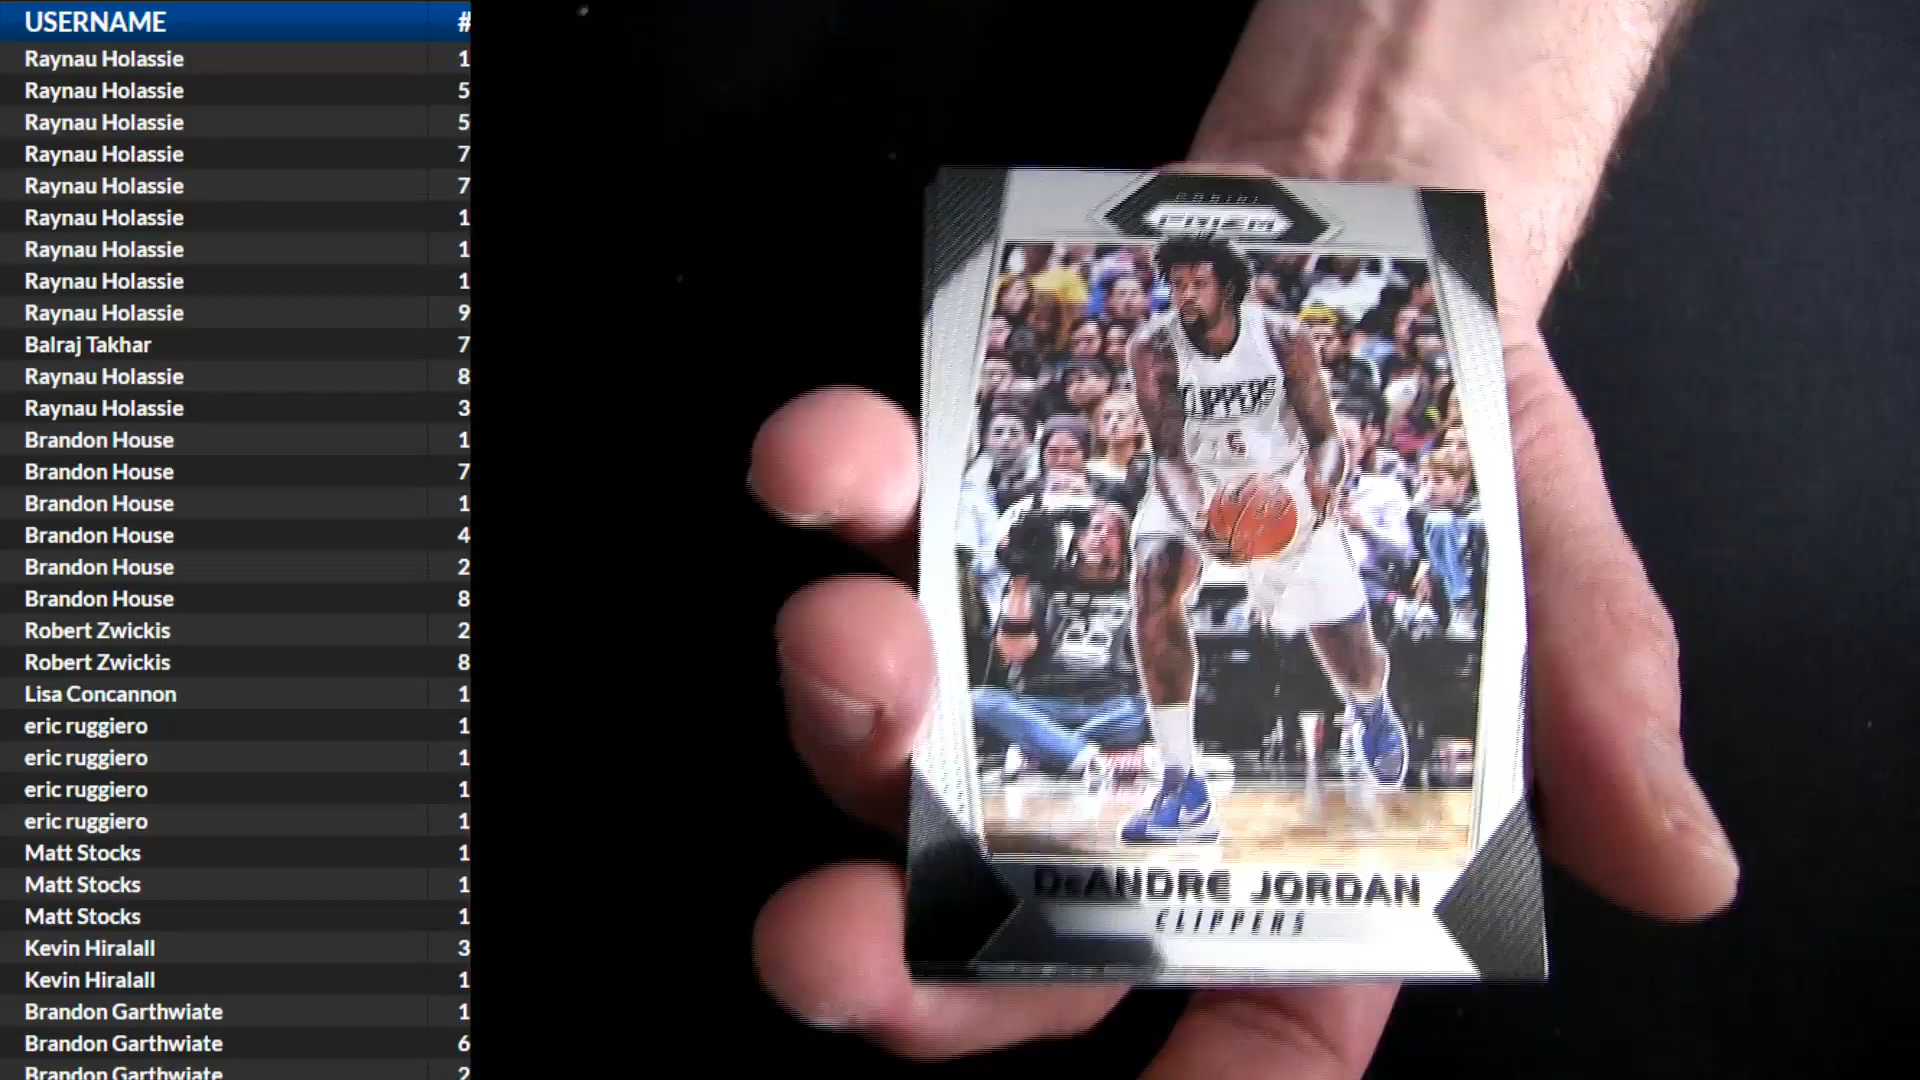 USERNAME #
Raynau Holassie 1
Raynau Holassie 5
Raynau Holassie 5
Raynau Holassie 7
Raynau Holassie 7
Raynau Holassie 1
Raynau Holassie 1
Raynau Holassie 1
Raynau Holassie 9
Balraj Takhar 7
Raynau Holassie 8
Raynau Holassie 3
Brandon House 1
Brandon House 7
Brandon House 1
Brandon House 4
Brandon House 2
Brandon House 8
Robert Zwickis 2
Robert Zwickis 8
Lisa Concannon 1
eric ruggiero 1
eric ruggiero 1
eric ruggiero 1
eric ruggiero 1
Matt Stocks 1
Matt Stocks 1
Matt Stocks 1
Kevin Hiralall 3
Kevin Hiralall 1
Brandon Garthwiate 1
Brandon Garthwiate 6
Brandon Garthwiate 2
PANINI
PRIZM
CLIPPERS
6
DeANDRE JORDAN
CLIPPERS